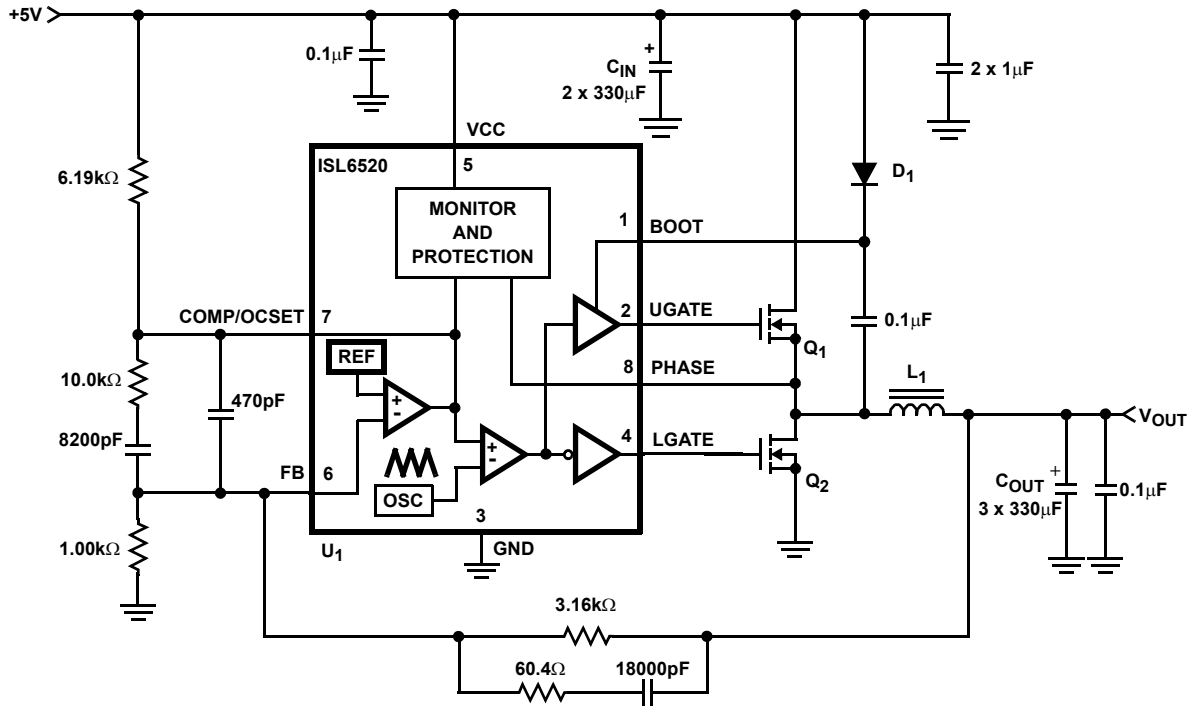 +5V
0.1µF
C_IN
2 x 330µF
2 x 1µF
VCC
ISL6520
5
6.19kΩ
MONITOR
AND
PROTECTION
D1
1
BOOT
COMP/OCSET
7
2
UGATE
0.1µF
Q1
REF
8
PHASE
10.0kΩ
+
-
L1
470pF
8200pF
+
-
4
LGATE
VOUT
FB
6
OSC
Q2
COUT
+
3 x 330µF
0.1µF
3
GND
1.00kΩ
U1
3.16kΩ
60.4Ω
18000pF